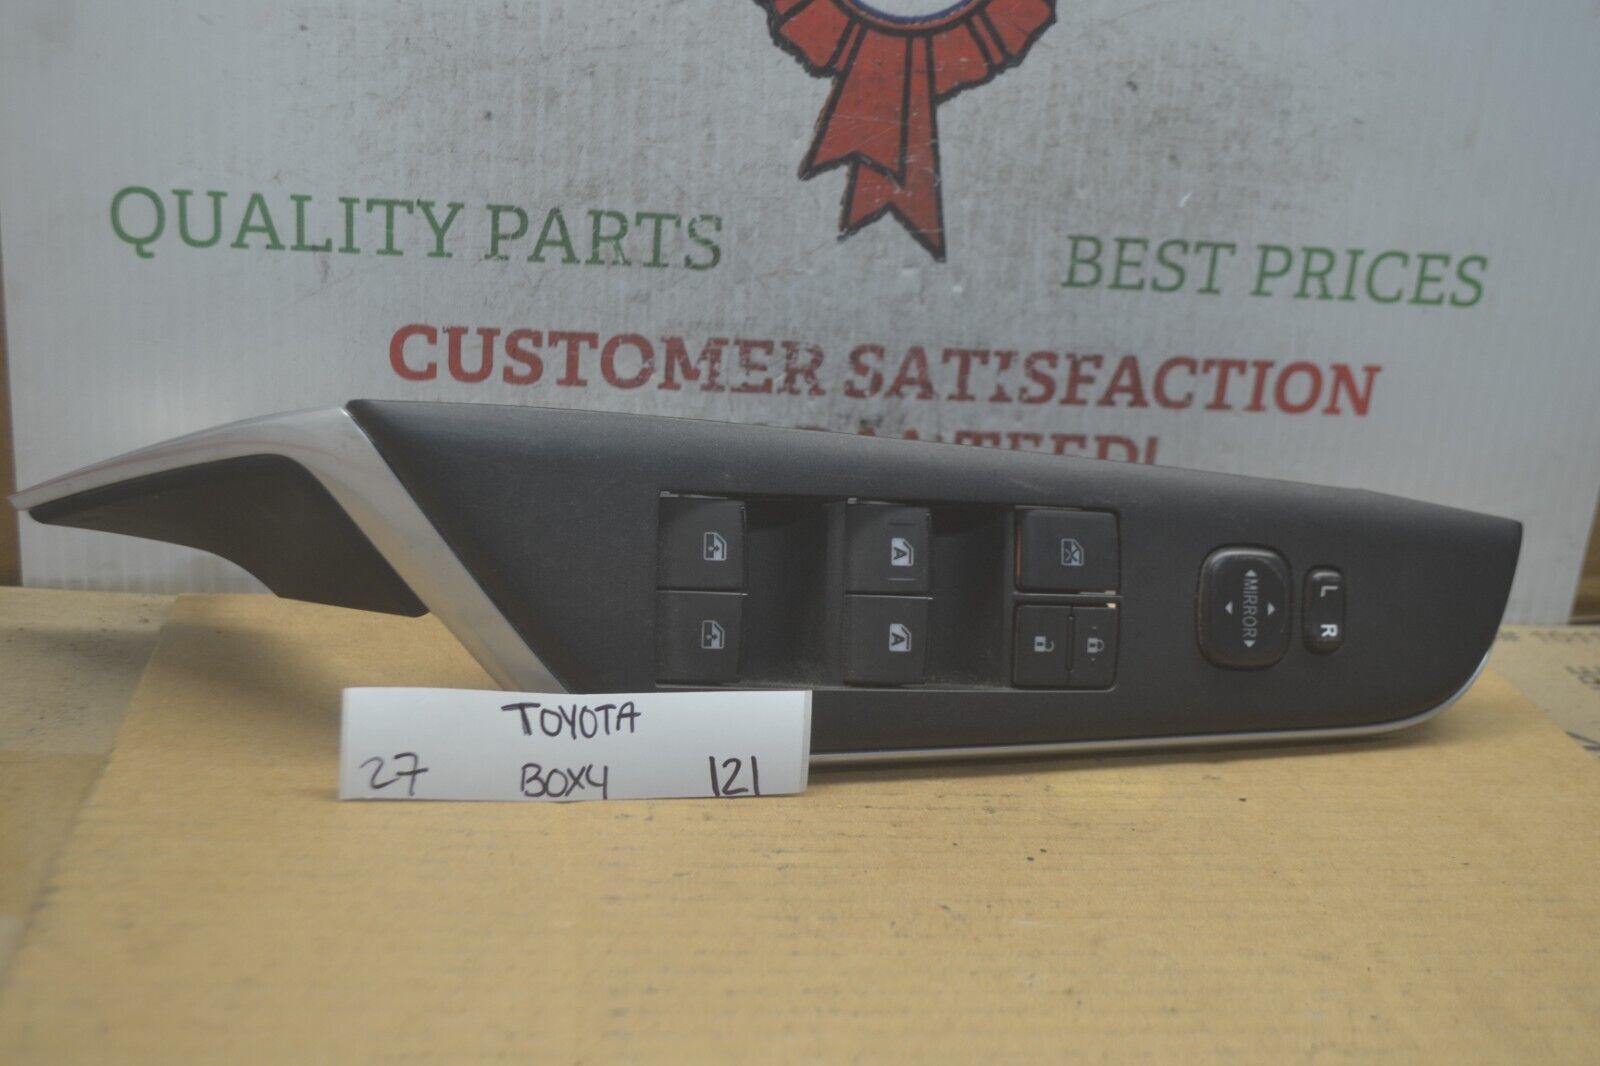 QUALITY PARTS
BEST PRICES
CUSTOMER SATISFACTION
A
A
MIRROR
L
R
TOYOTA
27 BOX4 121